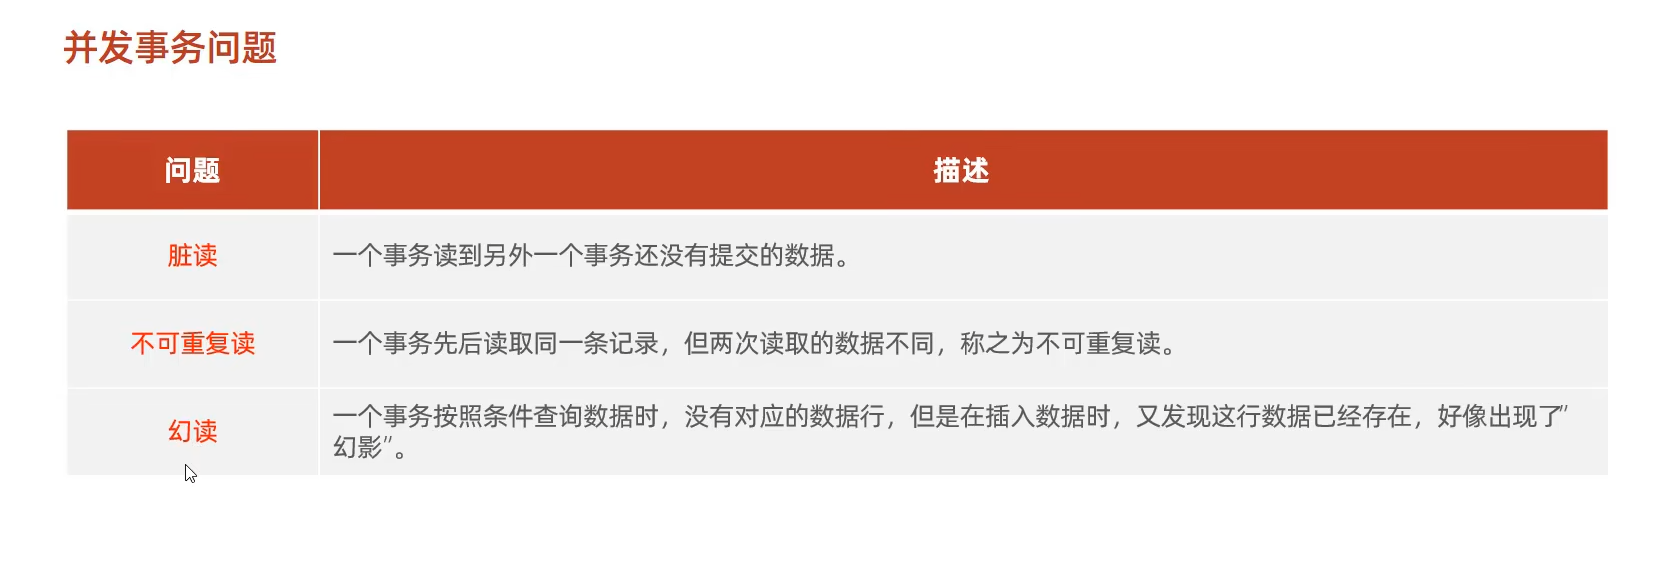 并发事务问题
问题 描述
脏读 一个事务读到另外一个事务还没有提交的数据。
不可重复读 一个事务先后读取同一条记录，但两次读取的数据不同，称之为不可重复读。
幻读 一个事务按照条件查询数据时，没有对应的数据行，但是在插入数据时，又发现这行数据已经存在，好像出现了"
幻影"。